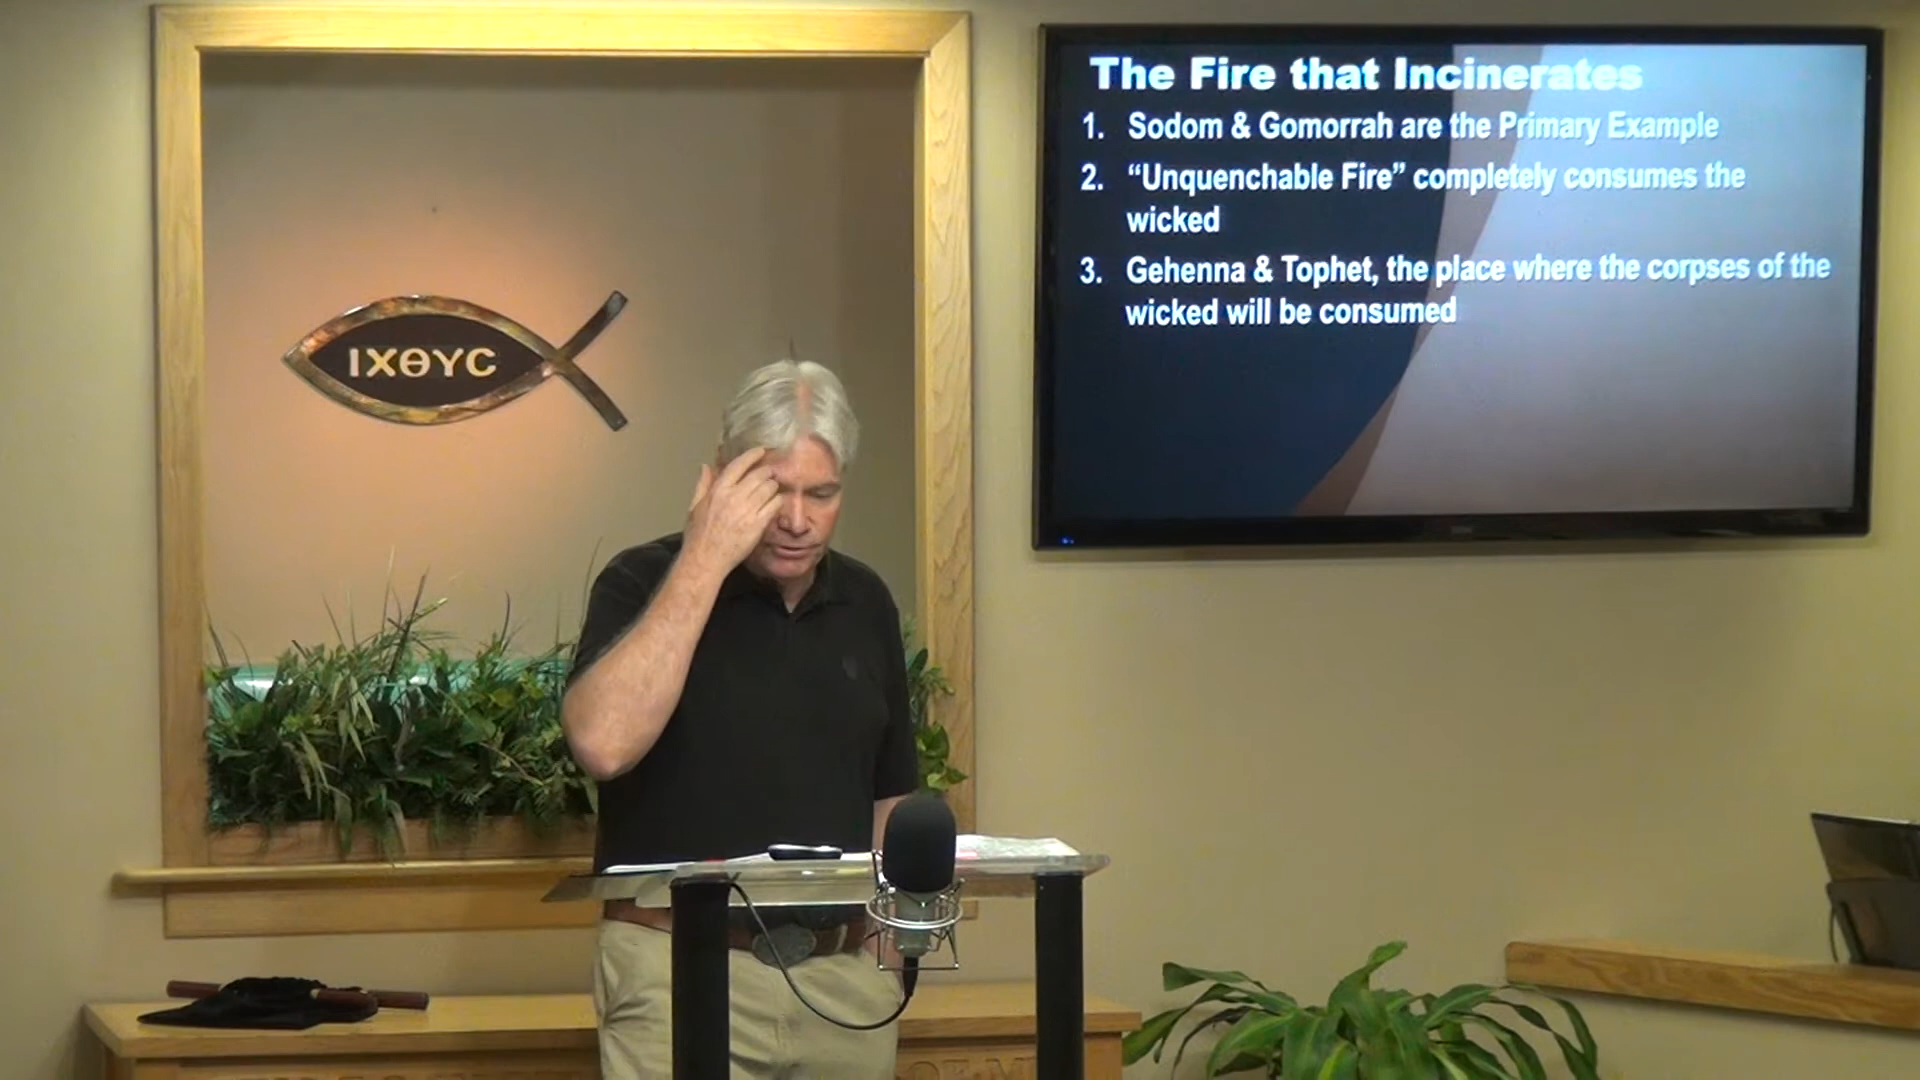 The Fire that Incinerates
1. Sodom & Gomorrah are the Primary Example
2. “Unquenchable Fire” completely consumes the
wicked
3. Gehenna & Tophet, the place where the corpses of the
wicked will be consumed
ΙΧΘΥC